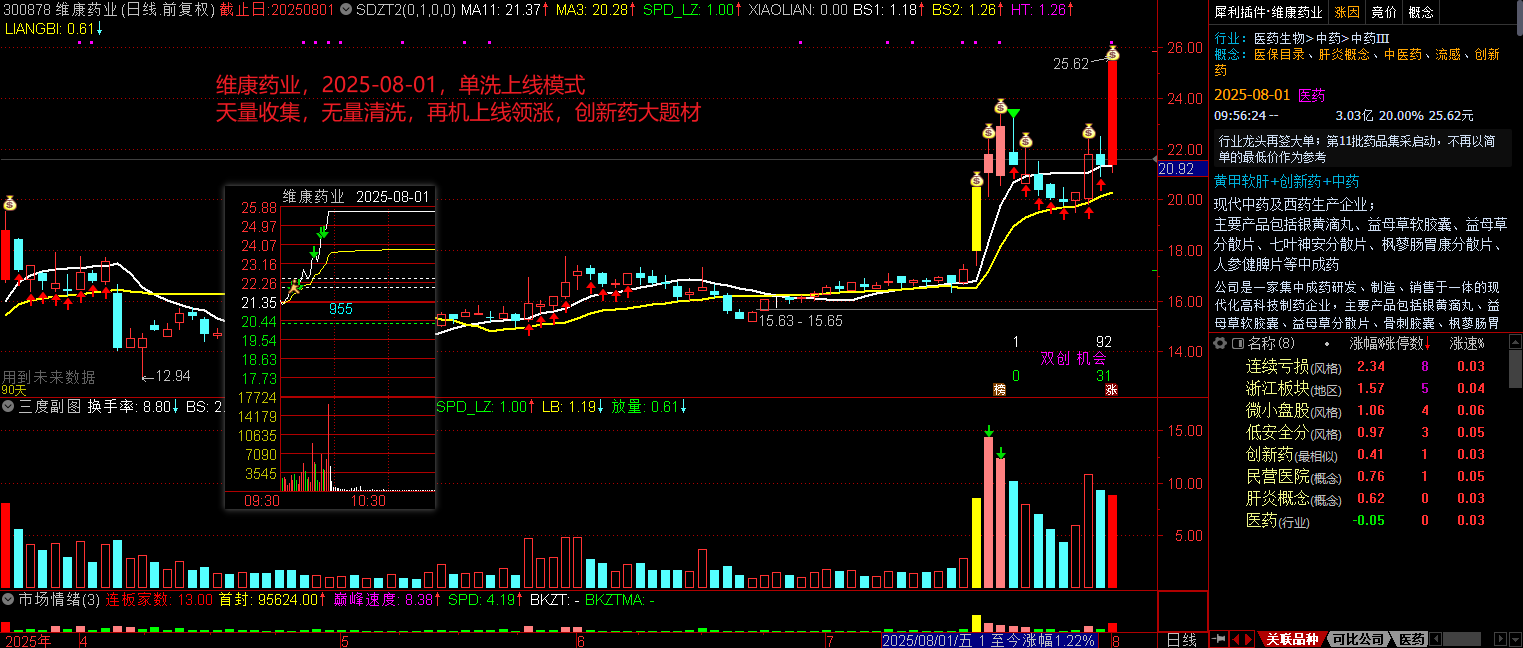 300878 维康药业(日线.前复权) 截止日:20250801 SDZT2(0,1,0,0) MA11: 21.37↑ MA3: 20.28↑ SPD_LZ: 1.00↑ XIAOLIAN: 0.00 BS1: 1.18↑ BS2: 1.26↑ HT: 1.26↑
LIANGBI: 0.61↓
维康药业，2025-08-01，单洗上线模式
天量收集，无量清洗，再机上线领涨，创新药大题材
25.62
26.00
24.00
22.00
20.92
20.00
18.00
16.00
14.00
维康药业 2025-08-01
25.88
24.97
24.07
23.16
22.26
21.35
20.44
19.54
18.63
17.73
17724
14179
10635
7090
3545
955
09:30 10:30
12.94
15.63 - 15.65
用到未来数据
90天
1 92
双创 机会
0 31
榜 涨
三度副图 换手率: 8.80↓ BS: 2.
SPD_LZ: 1.00↑ LB: 1.19↓ 放量: 0.61↓
15.00
10.00
5.00
市场情绪(3) 连板家数: 13.00 首封: 95624.00↑ 巅峰速度: 8.38↑ SPD: 4.19↑ BKZT: - BKZTMA: -
2025年 4 5 6 7 2025/08/01/五 1 至今涨幅1.22% 8 日线
犀利插件·维康药业 涨因 竞价 概念
行业: 医药生物>中药>中药III
概念: 医保目录、肝炎概念、中医药、流感、创新
药
2025-08-01 医药
09:56:24 -- 3.03亿 20.00% 25.62元
行业龙头再签大单；第11批药品集采启动，不再以简
单的最低价作为参考
黄甲软肝+创新药+中药
现代中药及西药生产企业；
主要产品包括银黄滴丸、益母草软胶囊、益母草
分散片、七叶神安分散片、枫蓼肠胃康分散片、
人参健脾片等中成药
公司是一家集中成药研发、制造、销售于一体的现
代化高科技制药企业，主要产品包括银黄滴丸、益
母草软胶囊、益母草分散片、骨刺胶囊、枫蓼肠胃
名称(8) 涨幅% 涨停数↓ 涨速%
连续亏损(风格) 2.34 8 0.03
浙江板块(地区) 1.57 5 0.04
微小盘股(风格) 1.06 4 0.06
低安全分(风格) 0.97 3 0.05
创新药(最相似) 0.41 1 0.03
民营医院(概念) 0.76 1 0.05
肝炎概念(概念) 0.62 0 0.03
医药(行业) -0.05 0 0.03
关联品种 可比公司 医药